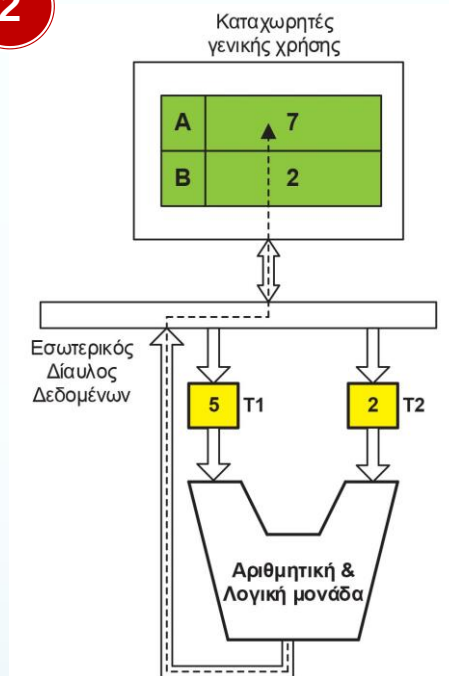 2
Καταχωρητές
γενικής χρήσης
A 7
B 2
Εσωτερικός
Δίαυλος
Δεδομένων
5 T1
2 T2
Αριθμητική &
Λογική μονάδα